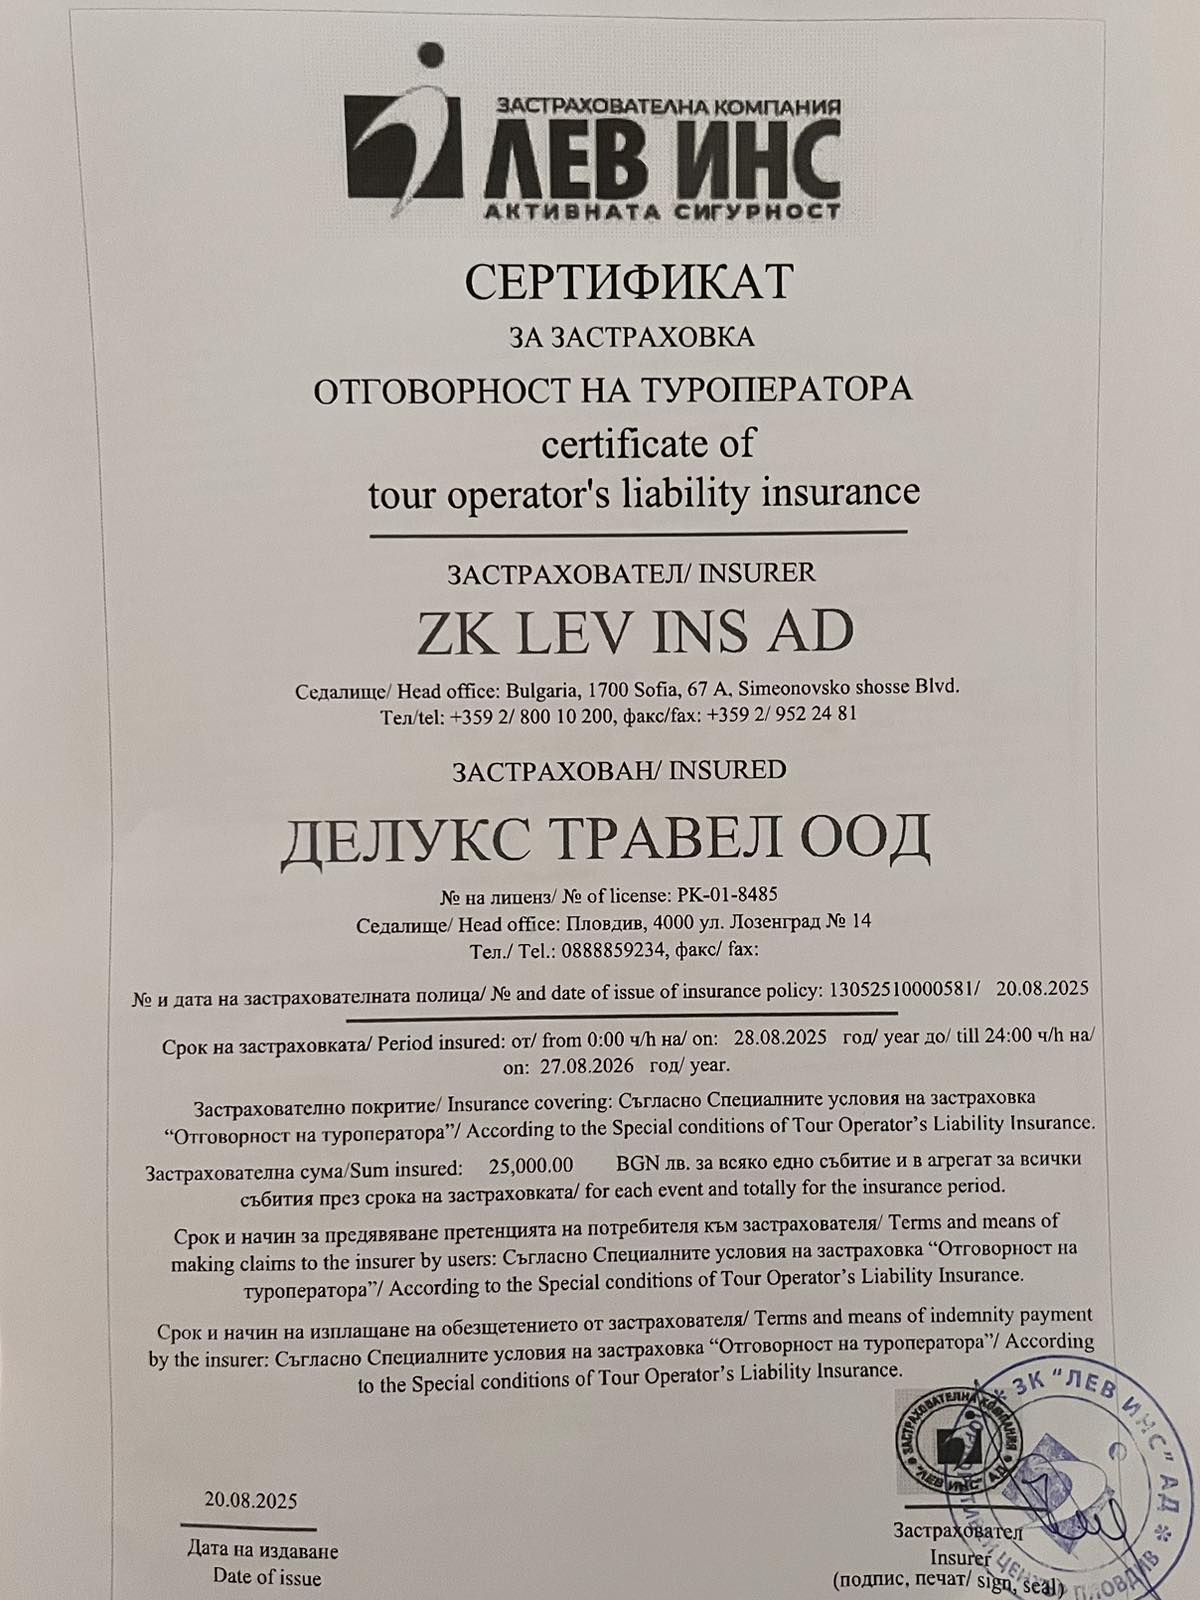 ЗАСТРАХОВАТЕЛНА КОМПАНИЯ
ЛЕВ ИНС
АКТИВНАТА СИГУРНОСТ
СЕРТИФИКАТ
ЗА ЗАСТРАХОВКА
ОТГОВОРНОСТ НА ТУРОПЕРАТОРА
certificate of
tour operator's liability insurance
ЗАСТРАХОВАТЕЛ/ INSURER
ZK LEV INS AD
Седалище/ Head office: Bulgaria, 1700 Sofia, 67 A, Simeonovsko shosse Blvd.
Тел/tel: +359 2/ 800 10 200, факс/fax: +359 2/ 952 24 81
ЗАСТРАХОВАН/ INSURED
ДЕЛУКС ТРАВЕЛ ООД
№ на лиценз/ № of license: РК-01-8485
Седалище/ Head office: Пловдив, 4000 ул. Лозенград № 14
Тел./ Tel.: 0888859234, факс/ fax:
№ и дата на застрахователната полица/ № and date of issue of insurance policy: 13052510000581/ 20.08.2025
Срок на застраховката/ Period insured: от/ from 0:00 ч/h на/ on: 28.08.2025 год/ year до/ till 24:00 ч/h на/
on: 27.08.2026 год/ year.
Застрахователно покритие/ Insurance covering: Съгласно Специалните условия на застраховка
“Отговорност на туроператора”/ According to the Special conditions of Tour Operator’s Liability Insurance.
Застрахователна сума/Sum insured: 25,000.00 BGN лв. за всяко едно събитие и в агрегат за всички
събития през срока на застраховката/ for each event and totally for the insurance period.
Срок и начин за предявяване претенцията на потребителя към застрахователя/ Terms and means of
making claims to the insurer by users: Съгласно Специалните условия на застраховка “Отговорност на
туроператора”/ According to the Special conditions of Tour Operator’s Liability Insurance.
Срок и начин на изплащане на обезщетението от застрахователя/ Terms and means of indemnity payment
by the insurer: Съгласно Специалните условия на застраховка “Отговорност на туроператора”/ According
to the Special conditions of Tour Operator’s Liability Insurance.
ЗАСТРАХОВАТЕЛНА КОМПАНИЯ
"ЛЕВ ИНС" АД
ЗК "ЛЕВ ИНС" АД
ПЛОВДИВ
20.08.2025
Дата на издаване
Date of issue
Застраховател
Insurer
(подпис, печат/ sign, seal)